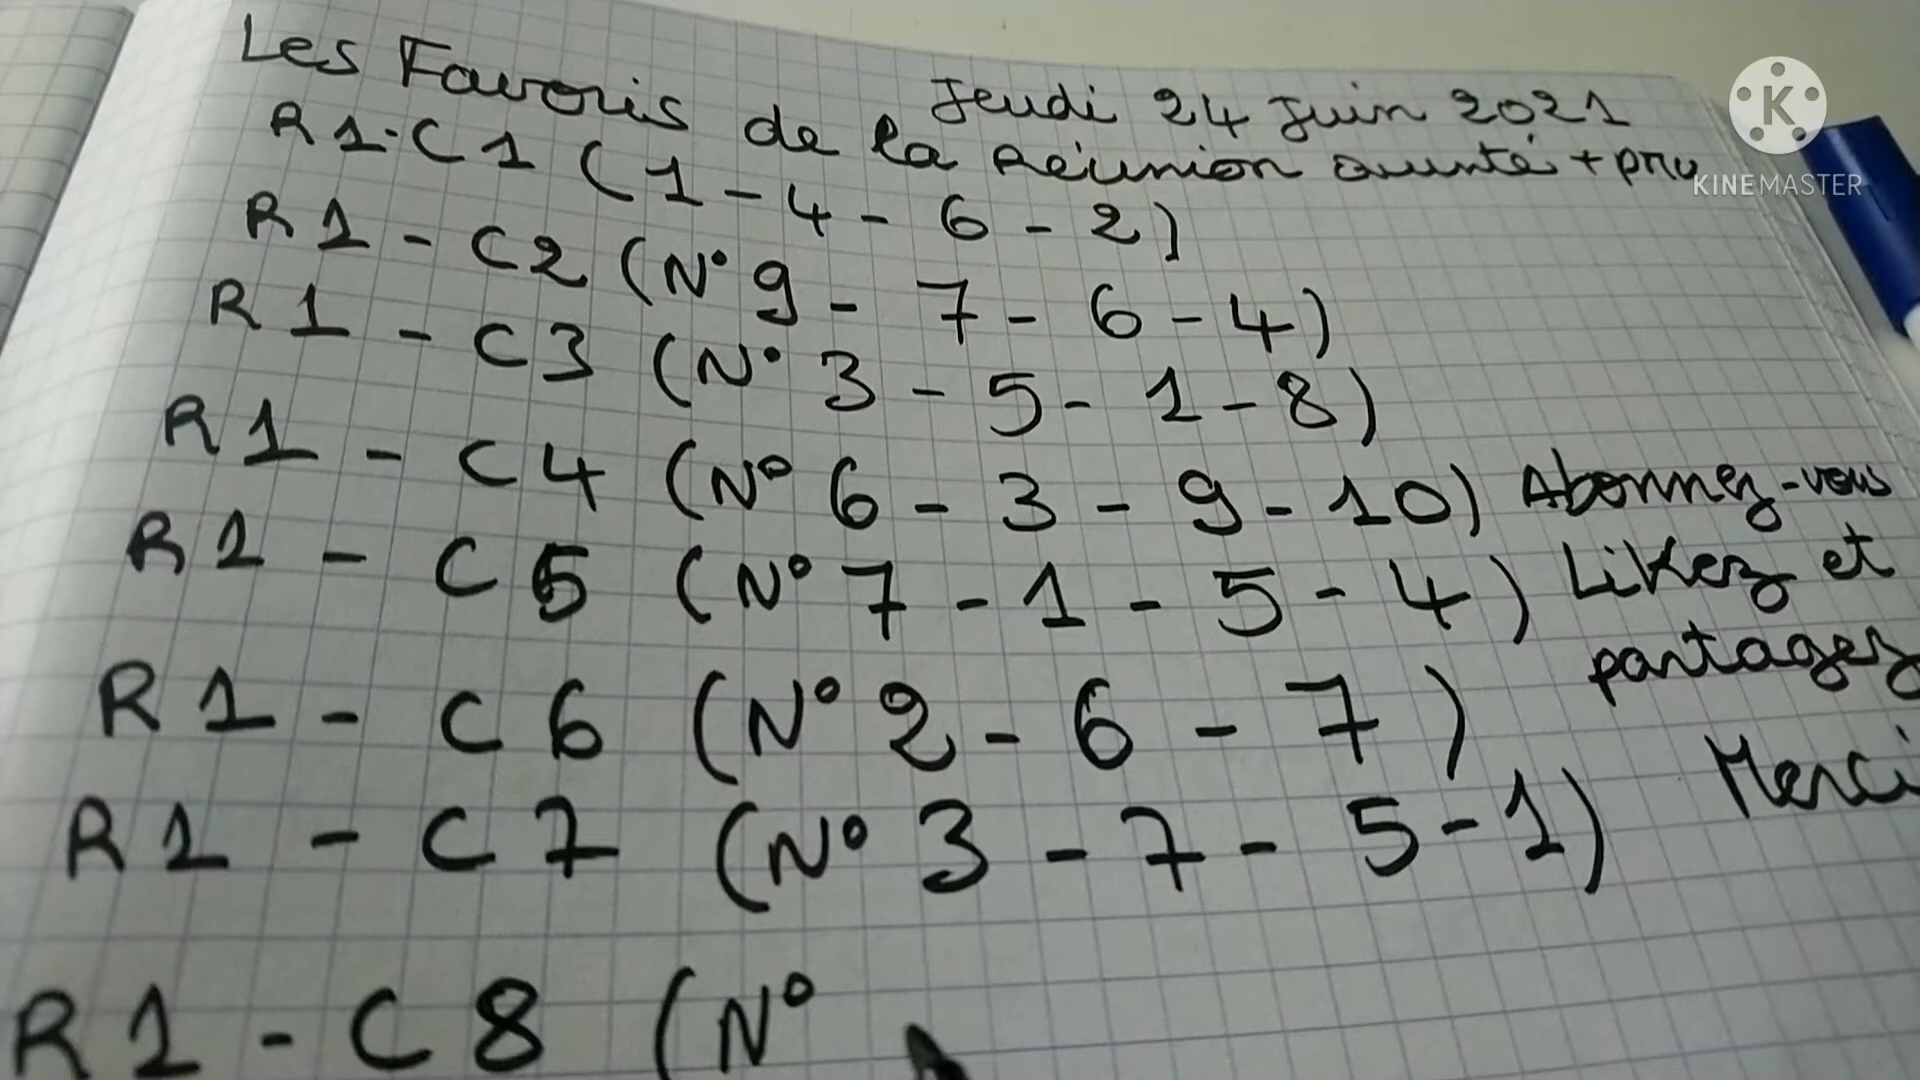 Jeudi 24 Juin 2021
Les Favoris de la Réunion + pmu
R1-C1 (1-4-6-2)
R1-C2 (N° 9-7-6-4)
R1-C3 (N° 3-5-1-8)
R1-C4 (N° 6-3-9-10)
R1-C5 (N° 7-1-5-4)
R1-C6 (N° 2-6-7)
R1-C7 (N° 3-7-5-1)
R1-C8 (N°
Abonnez-vous
Likez et
partagez
Merci
KINEMASTER
K